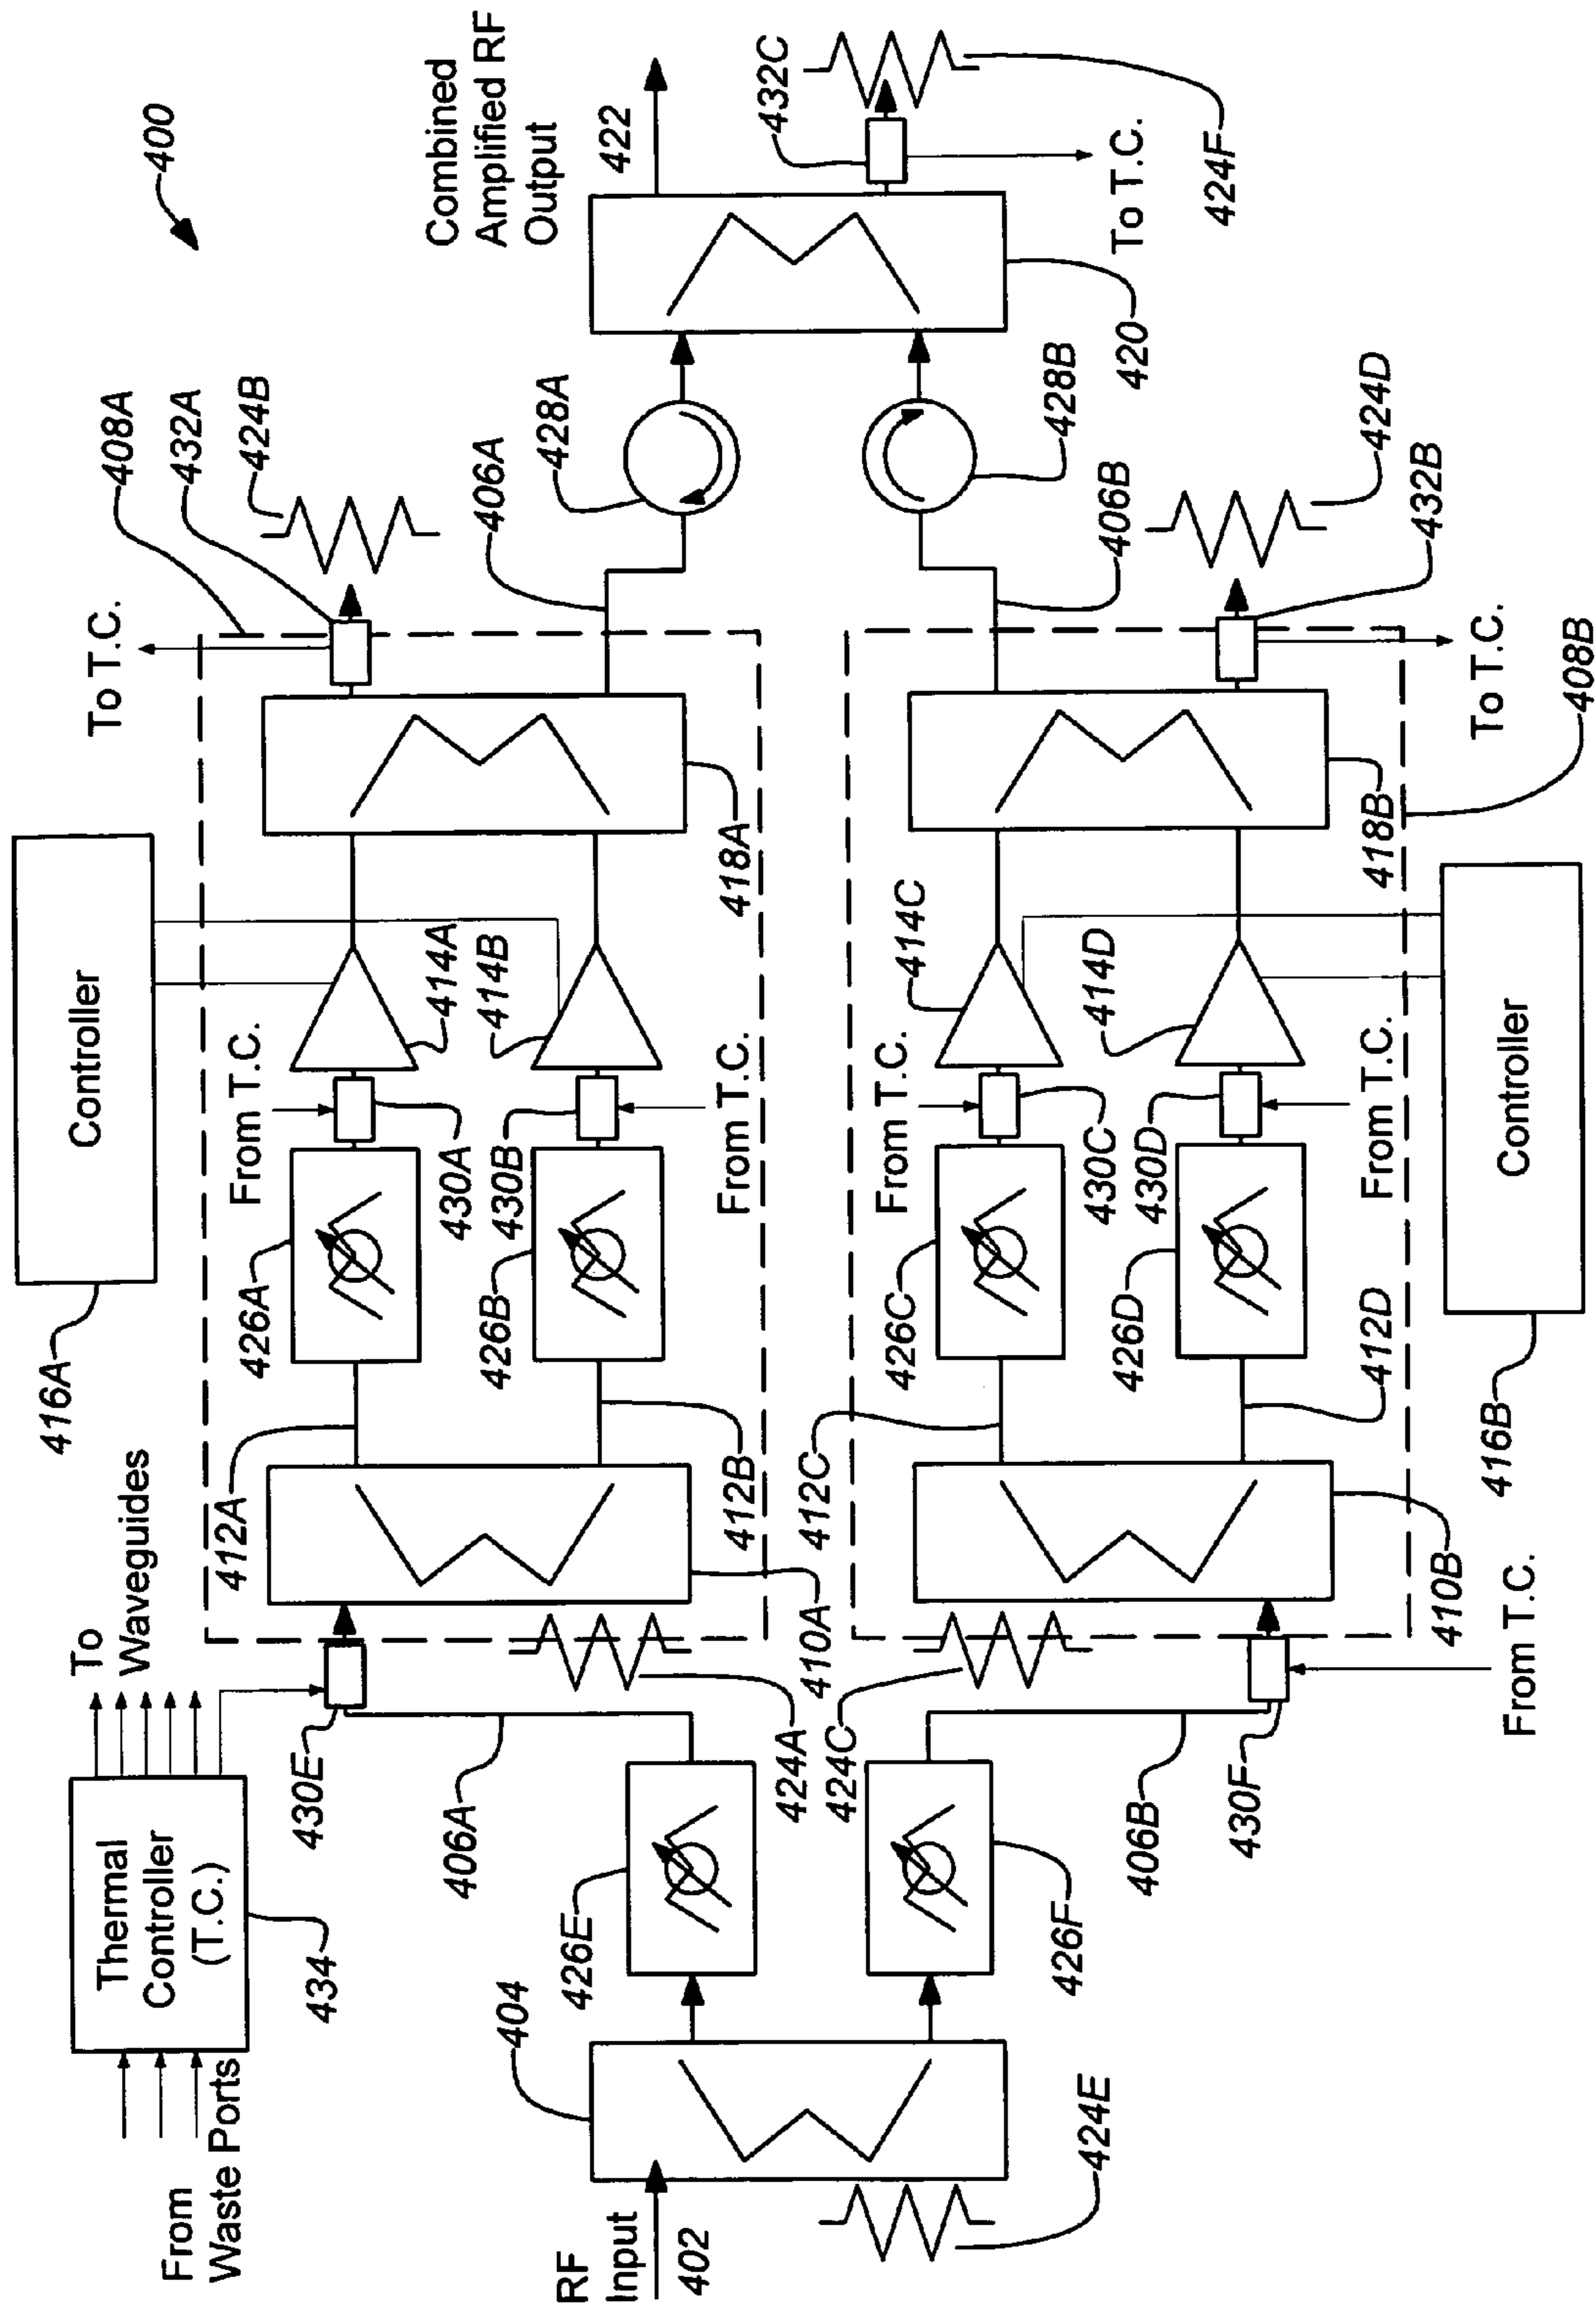 400
Thermal
Controller
(T.C.)
434
From
Waste Ports
To
Waveguides
416A
Controller
To T.C.
408A
432A
424B
430E
412A
426A
From T.C.
430A
414A
414B
430B
426B
From T.C.
412B
410A
418A
406A
428A
Combined
Amplified RF
Output
422
432C
To T.C.
424F
420
406A
424A
426E
404
RF
Input
402
424E
426F
406B
424C
412C
426C
From T.C.
430C
414C
414D
430D
426D
From T.C.
412D
410B
430F
From T.C.
418B
406B
428B
424D
432B
To T.C.
408B
416B
Controller